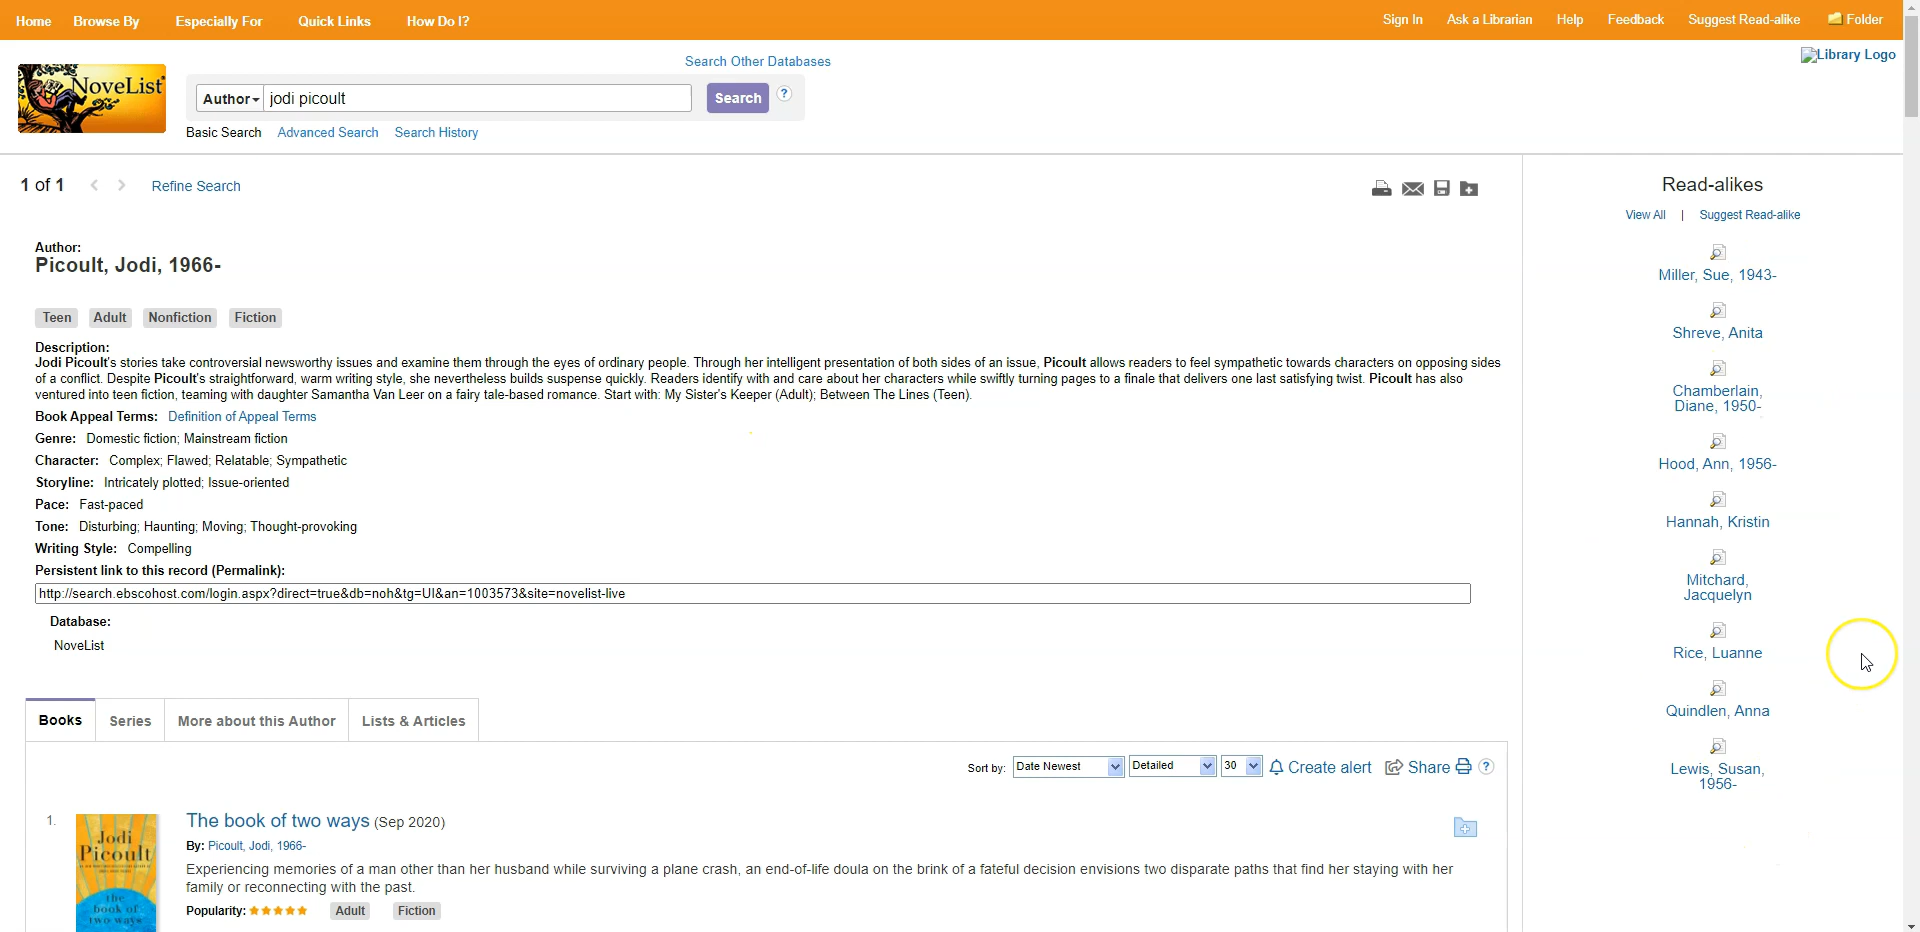 Home Browse By Especially For Quick Links How Do I? Sign In Ask a Librarian Help Feedback Suggest Read-alike Folder
Library Logo
Search Other Databases
NoveList
Author jodi picoult Search ?
Basic Search Advanced Search Search History
1 of 1 < > Refine Search
Author:
Picoult, Jodi, 1966-
Teen Adult Nonfiction Fiction
Description:
Jodi Picoult's stories take controversial newsworthy issues and examine them through the eyes of ordinary people. Through her intelligent presentation of both sides of an issue, Picoult allows readers to feel sympathetic towards characters on opposing sides
of a conflict. Despite Picoult's straightforward, warm writing style, she nevertheless builds suspense quickly. Readers identify with and care about her characters while swiftly turning pages to a finale that delivers one last satisfying twist. Picoult has also
ventured into teen fiction, teaming with daughter Samantha Van Leer on a fairy tale-based romance. Start with: My Sister's Keeper (Adult); Between The Lines (Teen).
Book Appeal Terms: Definition of Appeal Terms
Genre: Domestic fiction; Mainstream fiction
Character: Complex; Flawed; Relatable; Sympathetic
Storyline: Intricately plotted; Issue-oriented
Pace: Fast-paced
Tone: Disturbing; Haunting; Moving; Thought-provoking
Writing Style: Compelling
Persistent link to this record (Permalink):
http://search.ebscohost.com/login.aspx?direct=true&db=noh&tg=UI&an=1003573&site=novelist-live
Database:
NoveList
Books Series More about this Author Lists & Articles
Sort by: Date Newest Detailed 30 Create alert Share ?
1.
Jodi
Picoult
the
book of
two ways
The book of two ways (Sep 2020)
By: Picoult, Jodi, 1966-
Experiencing memories of a man other than her husband while surviving a plane crash, an end-of-life doula on the brink of a fateful decision envisions two disparate paths that find her staying with her
family or reconnecting with the past.
Popularity: Adult Fiction
Read-alikes
View All | Suggest Read-alike
Miller, Sue, 1943-
Shreve, Anita
Chamberlain,
Diane, 1950-
Hood, Ann, 1956-
Hannah, Kristin
Mitchard,
Jacquelyn
Rice, Luanne
Quindlen, Anna
Lewis, Susan,
1956-